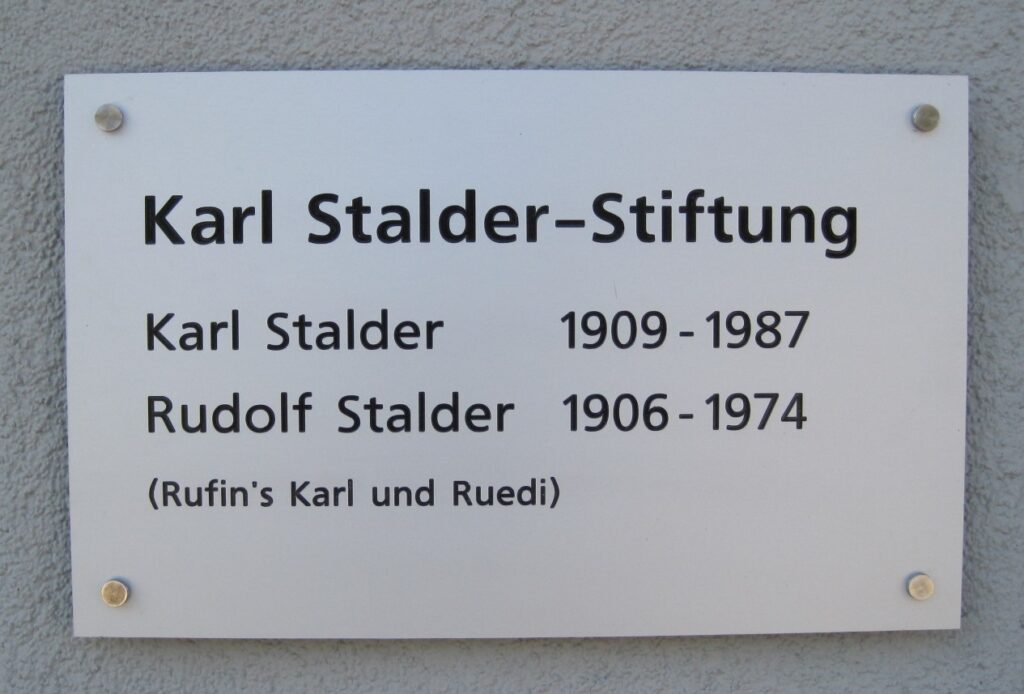 Karl Stalder-Stiftung
Karl Stalder 1909 - 1987
Rudolf Stalder 1906 - 1974
(Rufin's Karl und Ruedi)